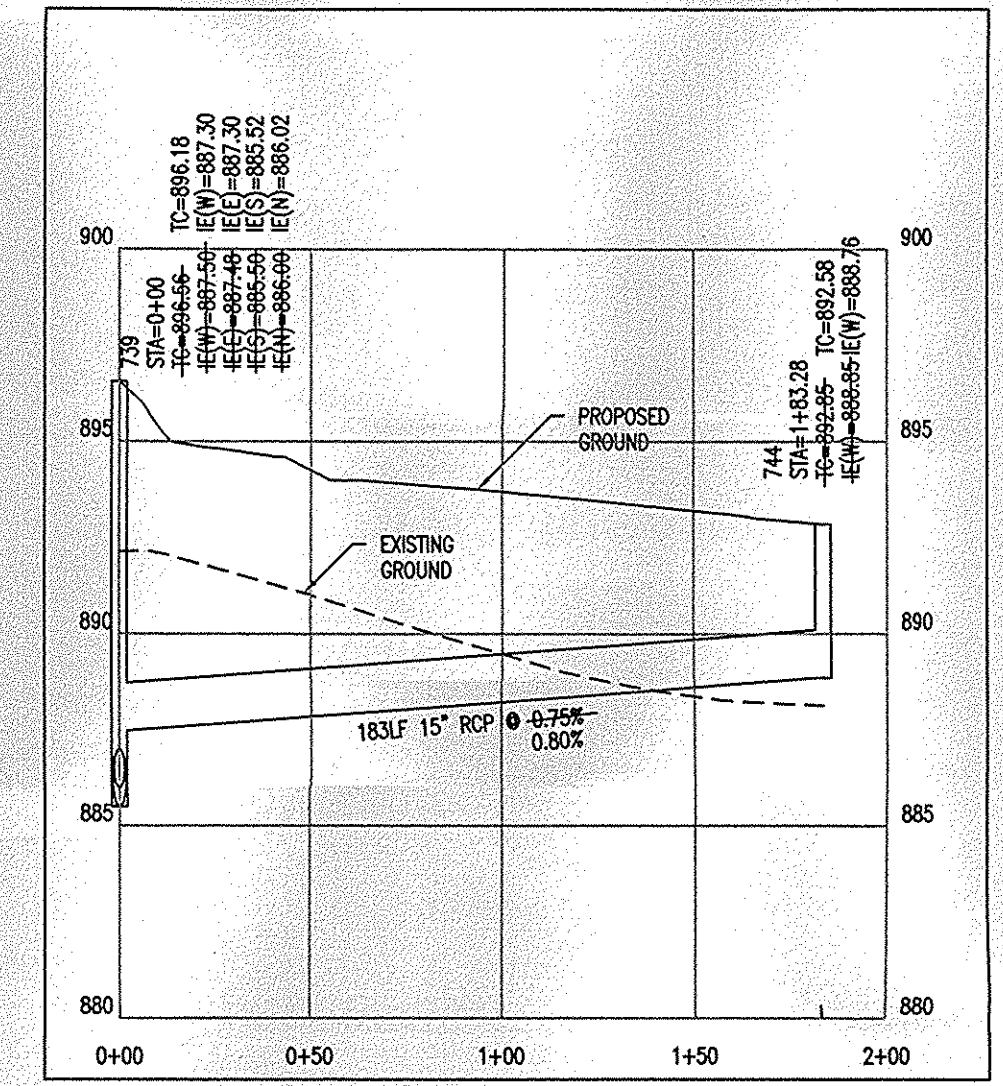 TC=896.18
IE(W)=887.30
IE(E)=887.30
IE(S)=885.52
IE(N)=886.02
739
STA=0+00
TC=896.56
IE(W)=887.50
IE(E)=887.48
IE(S)=885.50
IE(N)=886.00
744
STA=1+83.28
TC=892.85 TC=892.58
IE(W)=888.85 IE(W)=888.76
900
900
895
895
PROPOSED
GROUND
EXISTING
GROUND
890
890
183LF 15" RCP @ 0.75%
0.80%
885
885
880
880
0+00 0+50 1+00 1+50 2+00